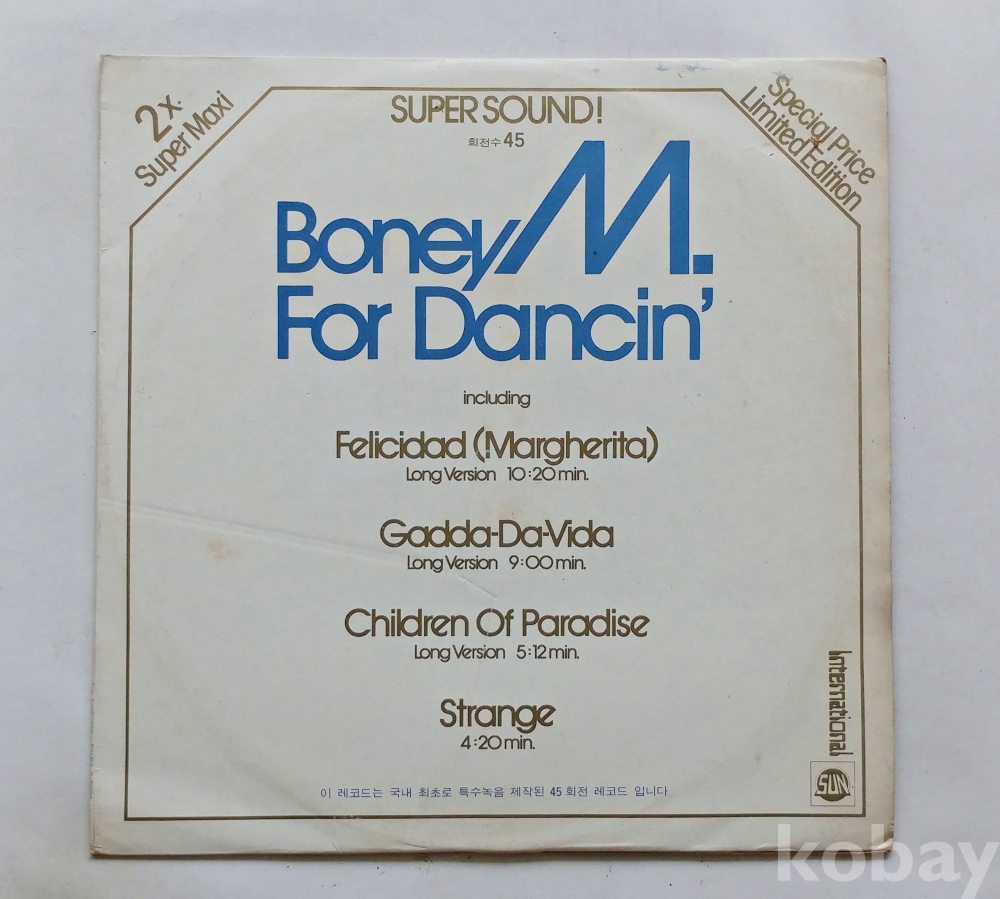 2x
Super Maxi
SUPER SOUND!
회전수 45
Special Price
Limited Edition
Boney M.
For Dancin'
including
Felicidad (Margherita)
Long Version 10:20 min.
Gadda-Da-Vida
Long Version 9:00 min.
Children Of Paradise
Long Version 5:12 min.
Strange
4:20 min.
International
SUN
이 레코드는 국내 최초로 특수녹음 제작된 45 회전 레코드 입니다
kobay